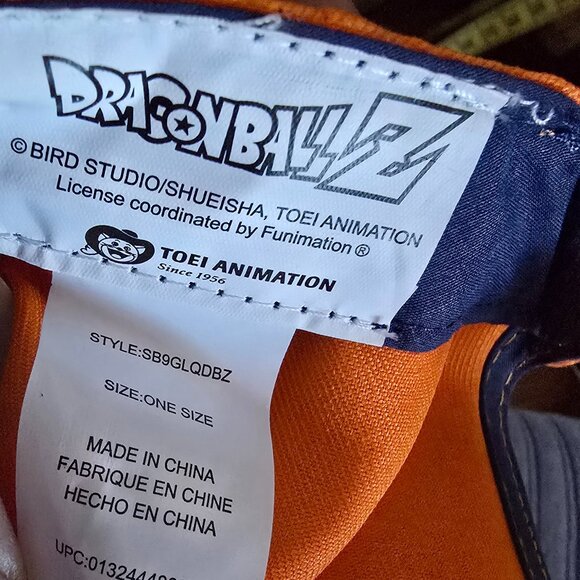 DRAGONBALL Z
© BIRD STUDIO/SHUEISHA, TOEI ANIMATION
License coordinated by Funimation ®
TOEI ANIMATION
Since 1956
STYLE:SB9GLQDBZ
SIZE:ONE SIZE
MADE IN CHINA
FABRIQUE EN CHINE
HECHO EN CHINA